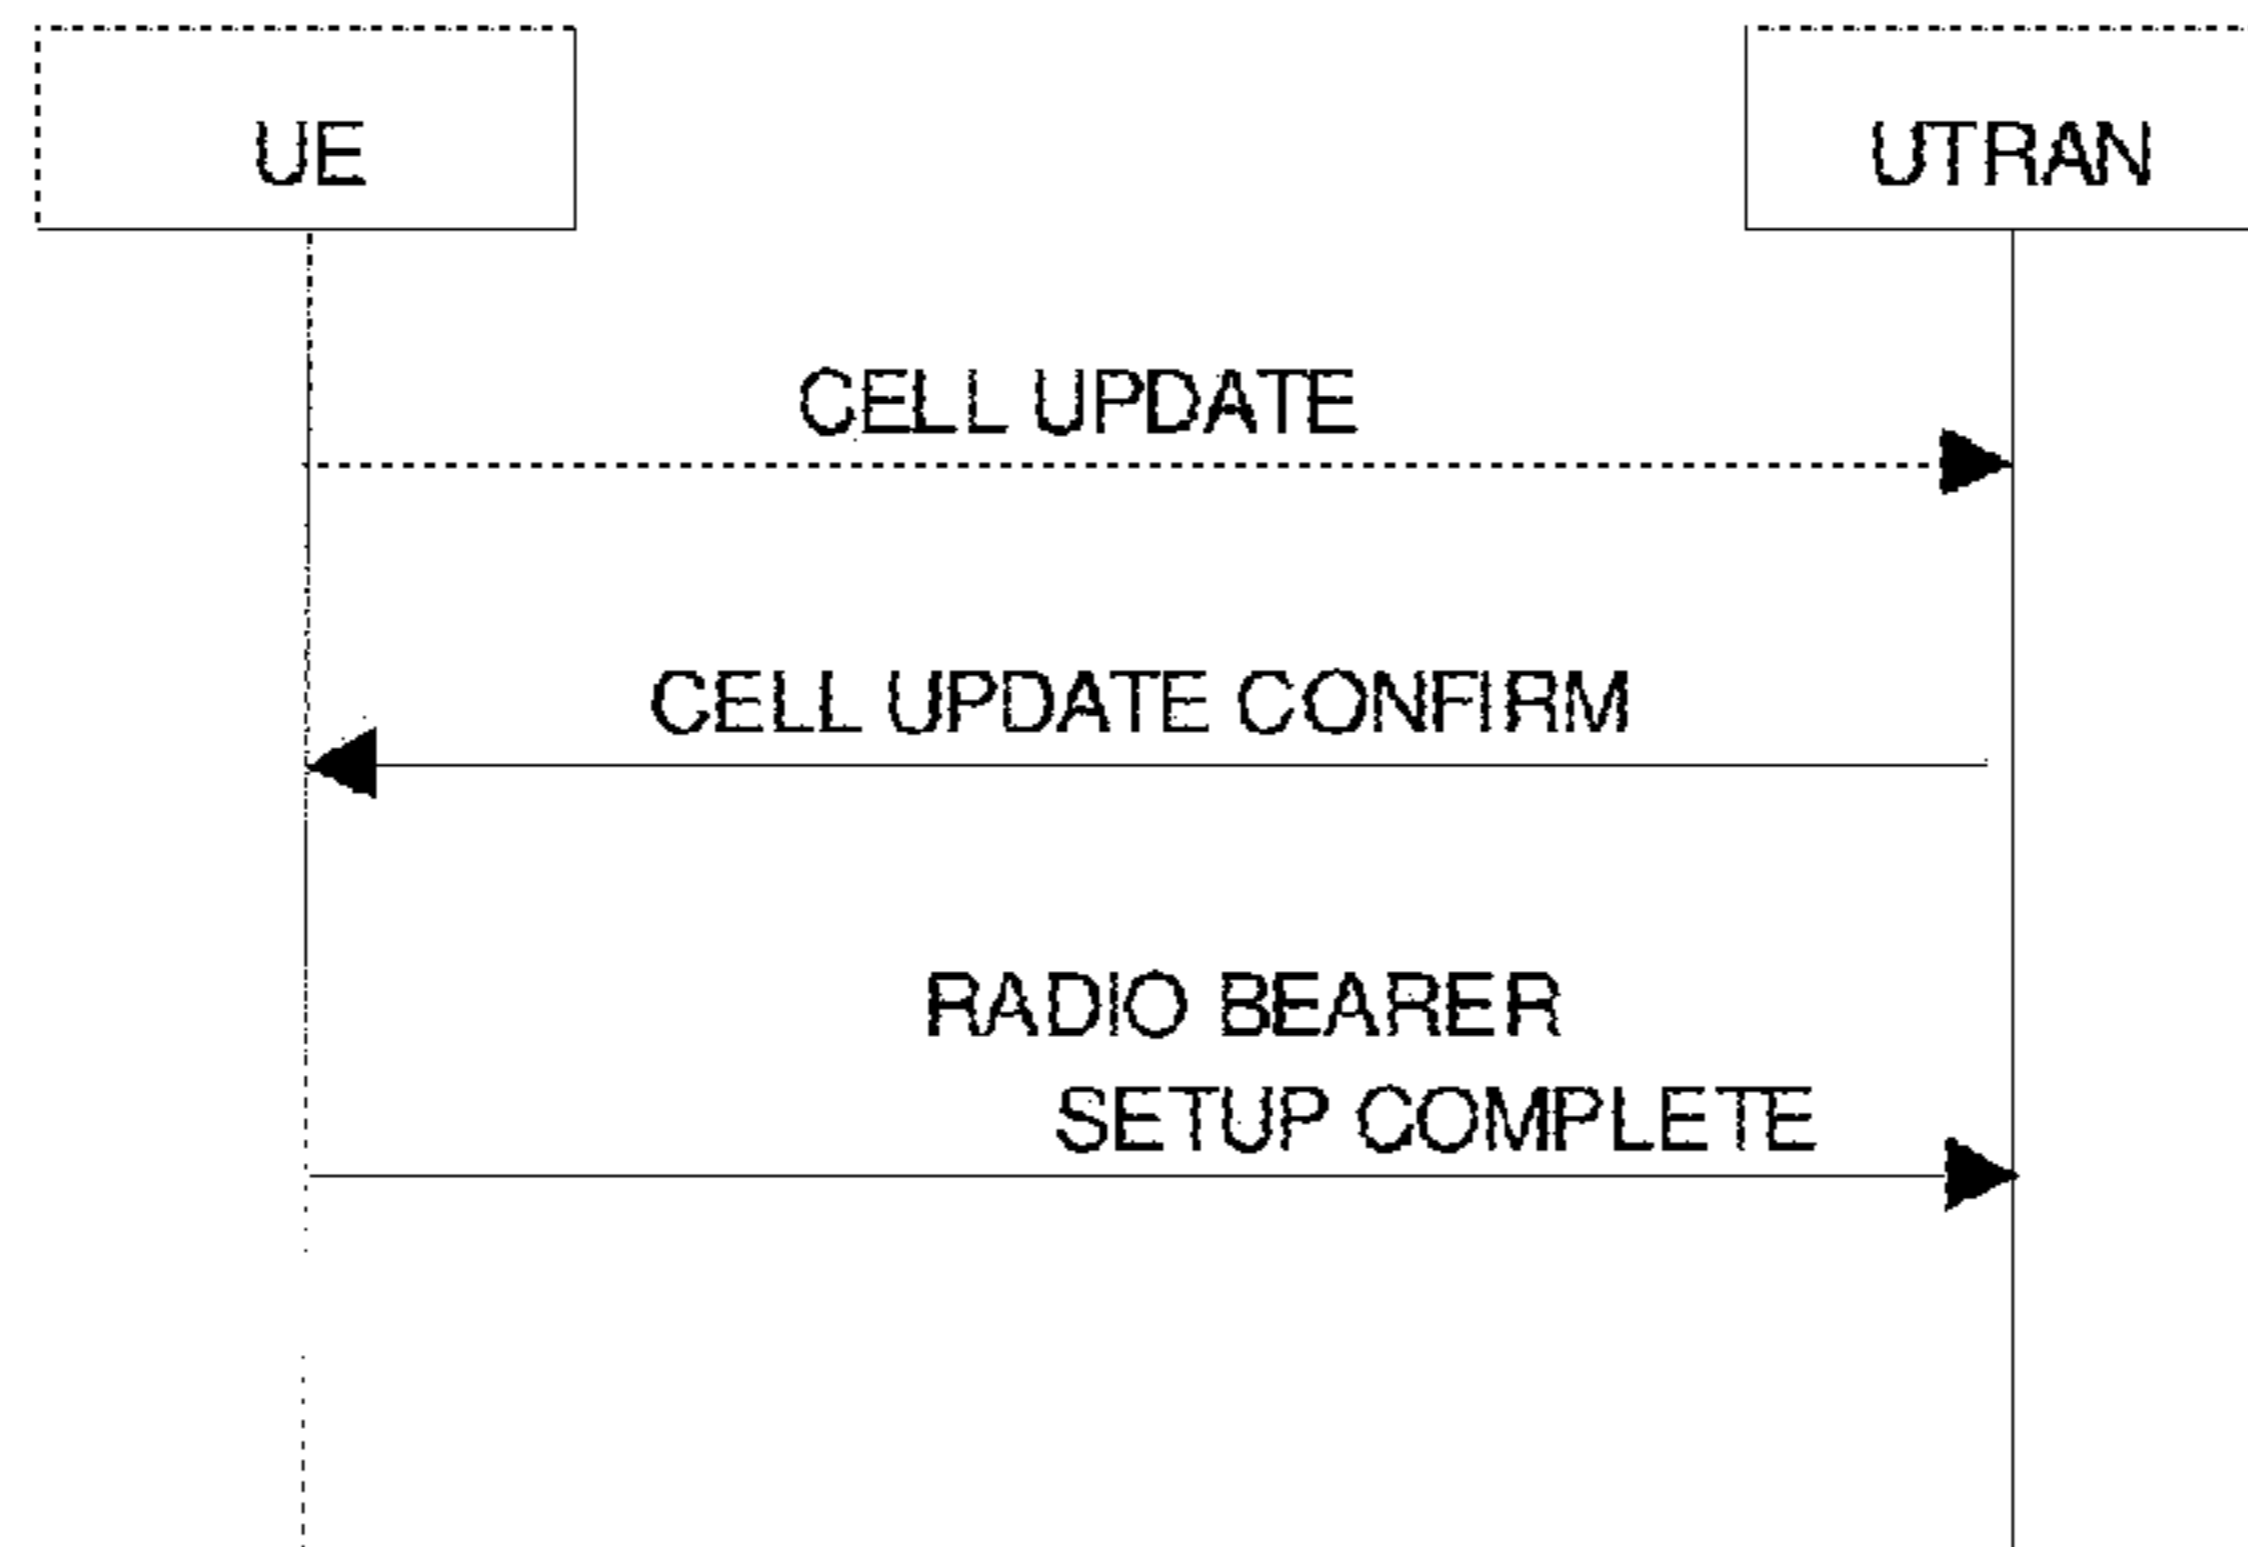 UE
UTRAN
CELL UPDATE
CELL UPDATE CONFIRM
RADIO BEARER
SETUP COMPLETE